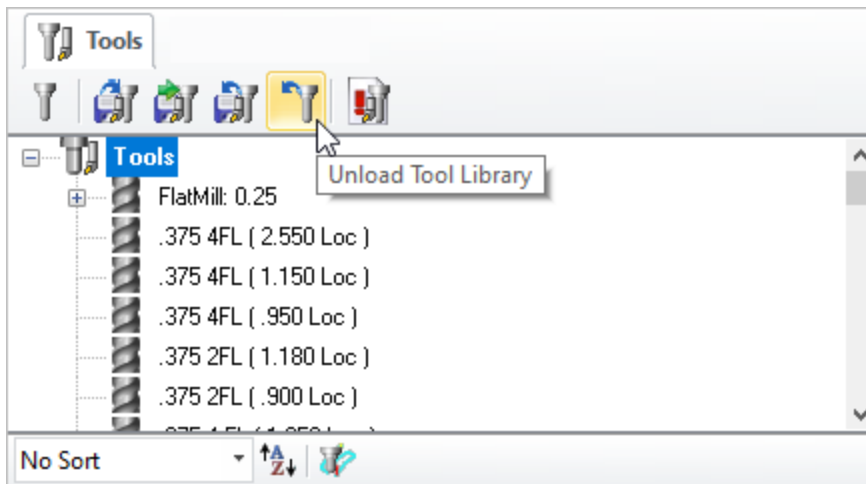 Tools
Tools
Unload Tool Library
FlatMill: 0.25
.375 4FL ( 2.550 Loc )
.375 4FL ( 1.150 Loc )
.375 4FL ( .950 Loc )
.375 2FL ( 1.180 Loc )
.375 2FL ( .900 Loc )
No Sort